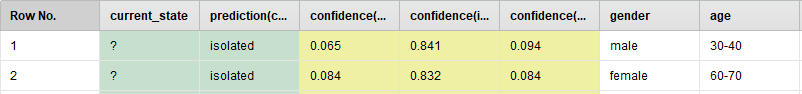 Row No. current_state prediction(c... confidence(... confidence(i... confidence(... gender age
1 ? isolated 0.065 0.841 0.094 male 30-40
2 ? isolated 0.084 0.832 0.084 female 60-70